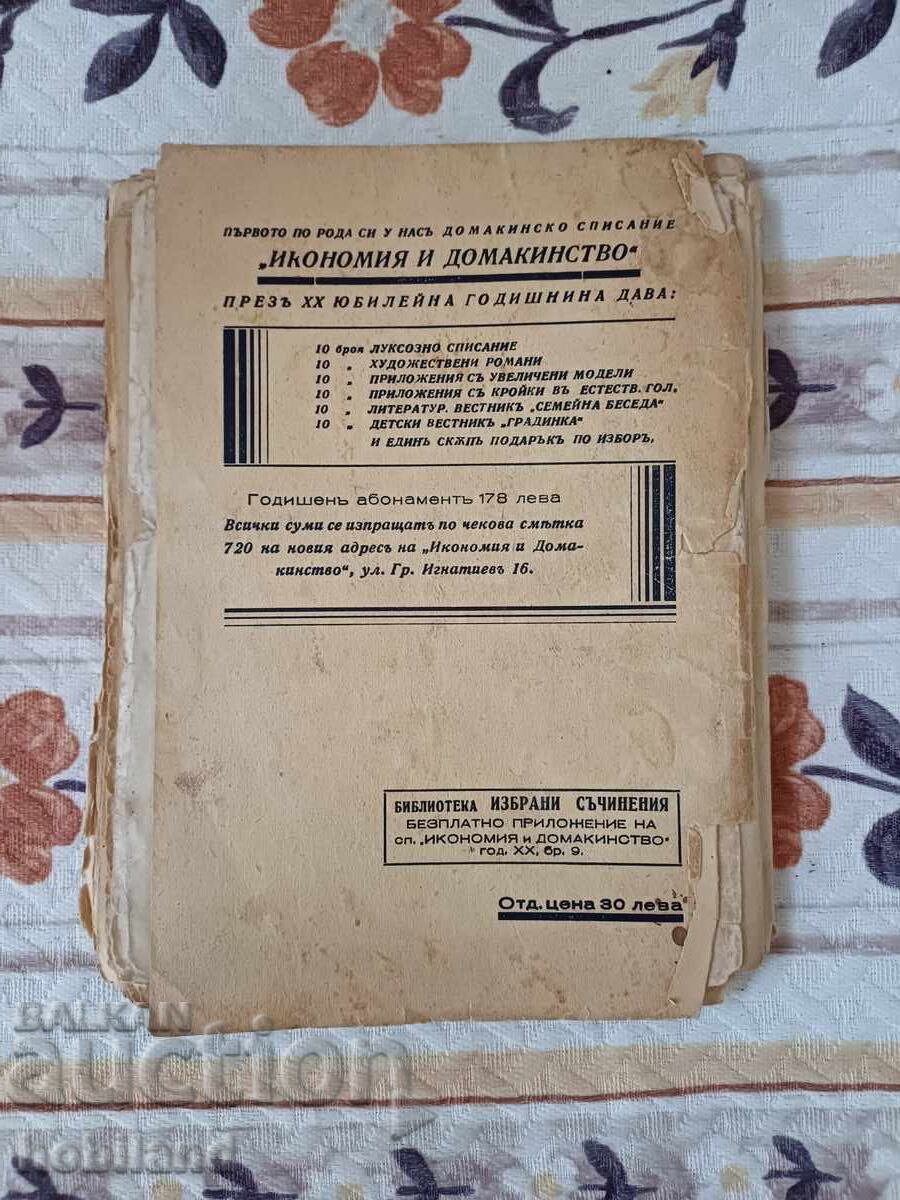 ПЪРВОТО ПО РОДА СИ У НАСЪ ДОМАКИНСКО СПИСАНИЕ
„ИКОНОМИЯ И ДОМАКИНСТВО“
ПРЕЗЪ XX ЮБИЛЕЙНА ГОДИШНИНА ДАВА:
10 броя ЛУКСОЗНО СПИСАНИЕ
10 „ ХУДОЖЕСТВЕНИ РОМАНИ
10 „ ПРИЛОЖЕНИЯ СЪ УВЕЛИЧЕНИ МОДЕЛИ
10 „ ПРИЛОЖЕНИЯ СЪ КРОЙКИ ВЪ ЕСТЕСТВ. ГОЛ.
10 „ ЛИТЕРАТУР. ВЕСТНИКЪ „СЕМЕЙНА БЕСЕДА“
10 „ ДЕТСКИ ВЕСТНИКЪ „ГРАДИНКА“
И ЕДИНЪ СКѪПЪ ПОДАРЪКЪ ПО ИЗБОРЪ.
Годишенъ абонаментъ 178 лева
Всички суми се изпращатъ по чекова смѣтка
720 на новия адресъ на „Икономия и Дома-
кинство“, ул. Гр. Игнатиевъ 16.
БИБЛИОТЕКА ИЗБРАНИ СЪЧИНЕНИЯ
БЕЗПЛАТНО ПРИЛОЖЕНИЕ НА
сп. „ИКОНОМИЯ и ДОМАКИНСТВО“
год. XX, бр. 9.
Отд. цена 30 лева
BALKAN
auction
hobiland